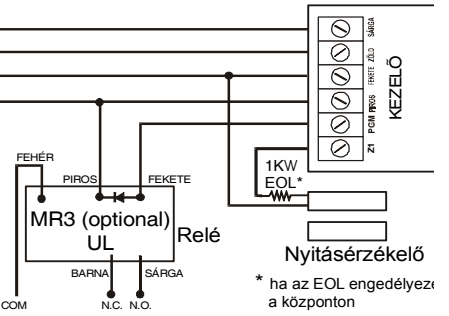 SÁRGA
ZÖLD
FEKETE
PIROS
PGM
Z1
KEZELŐ
FEHÉR
PIROS
FEKETE
1KW
EOL*
MR3 (optional)
UL
Relé
BARNA
SÁRGA
COM
N.C.
N.O.
Nyitásérzékelő
* ha az EOL engedélyeze
a központon